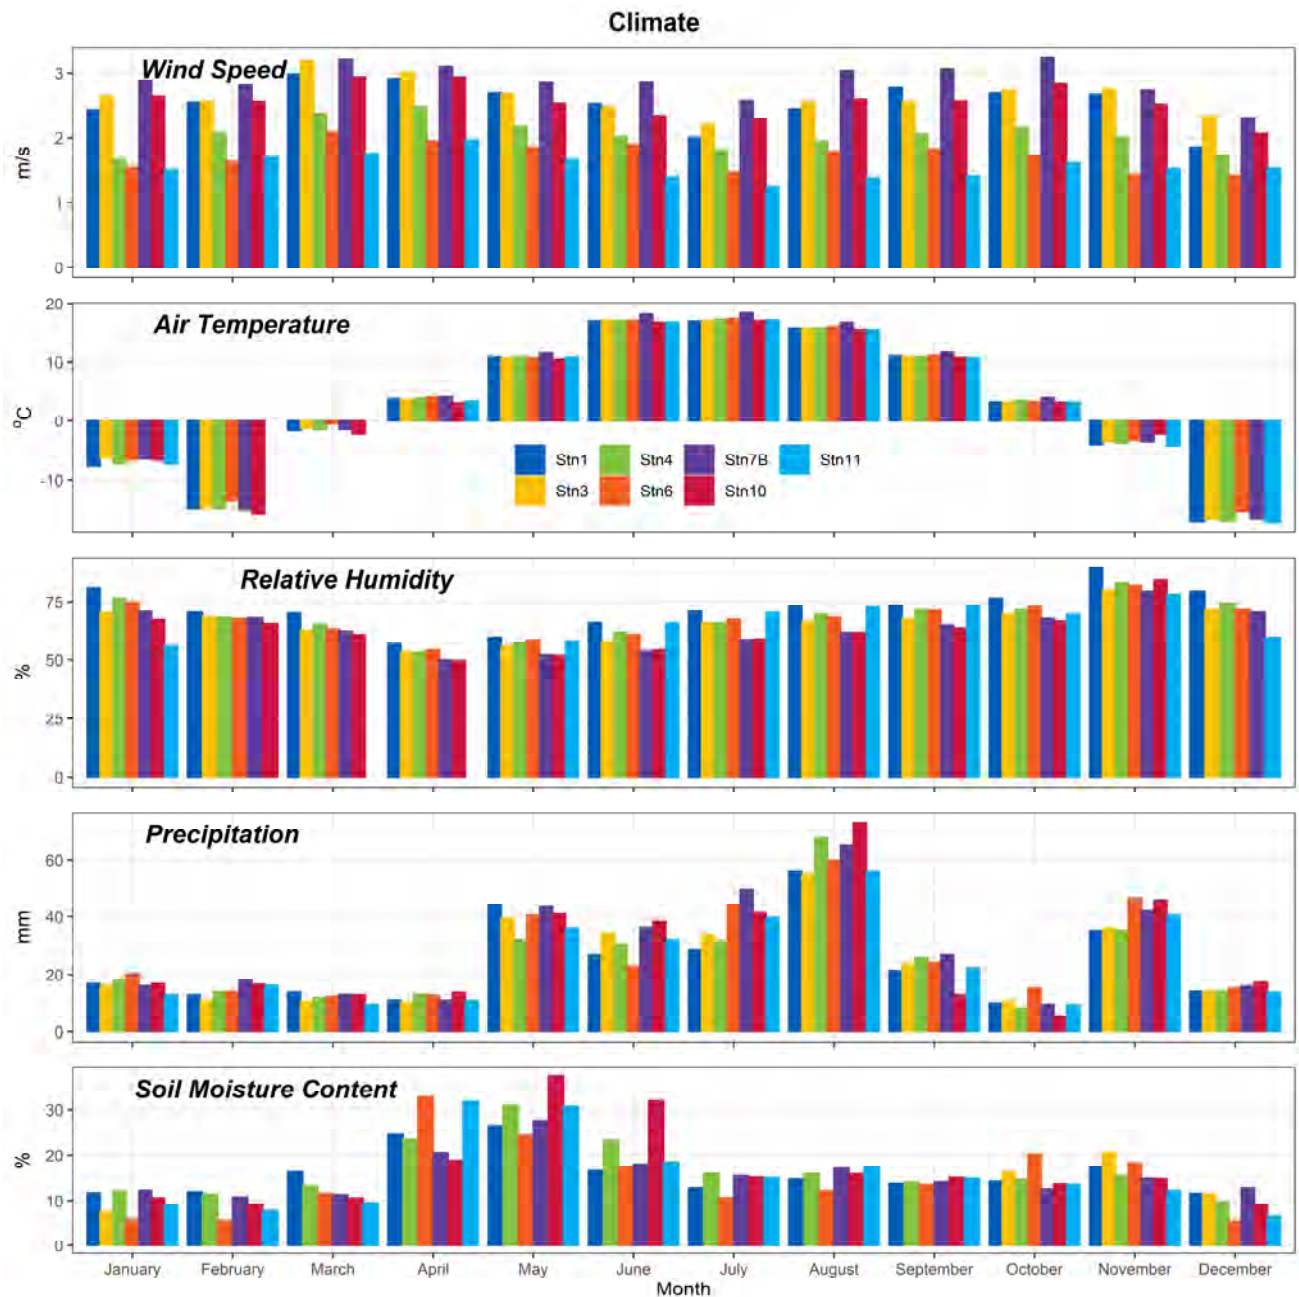 Climate
Wind Speed
m/s
3
2
1
0
Air Temperature
ºC
20
10
0
-10
Stn1 Stn4 Stn7B Stn11
Stn3 Stn6 Stn10
Relative Humidity
%
75
50
25
0
Precipitation
mm
60
40
20
0
Soil Moisture Content
%
30
20
10
0
January February March April May June July August September October November December
Month